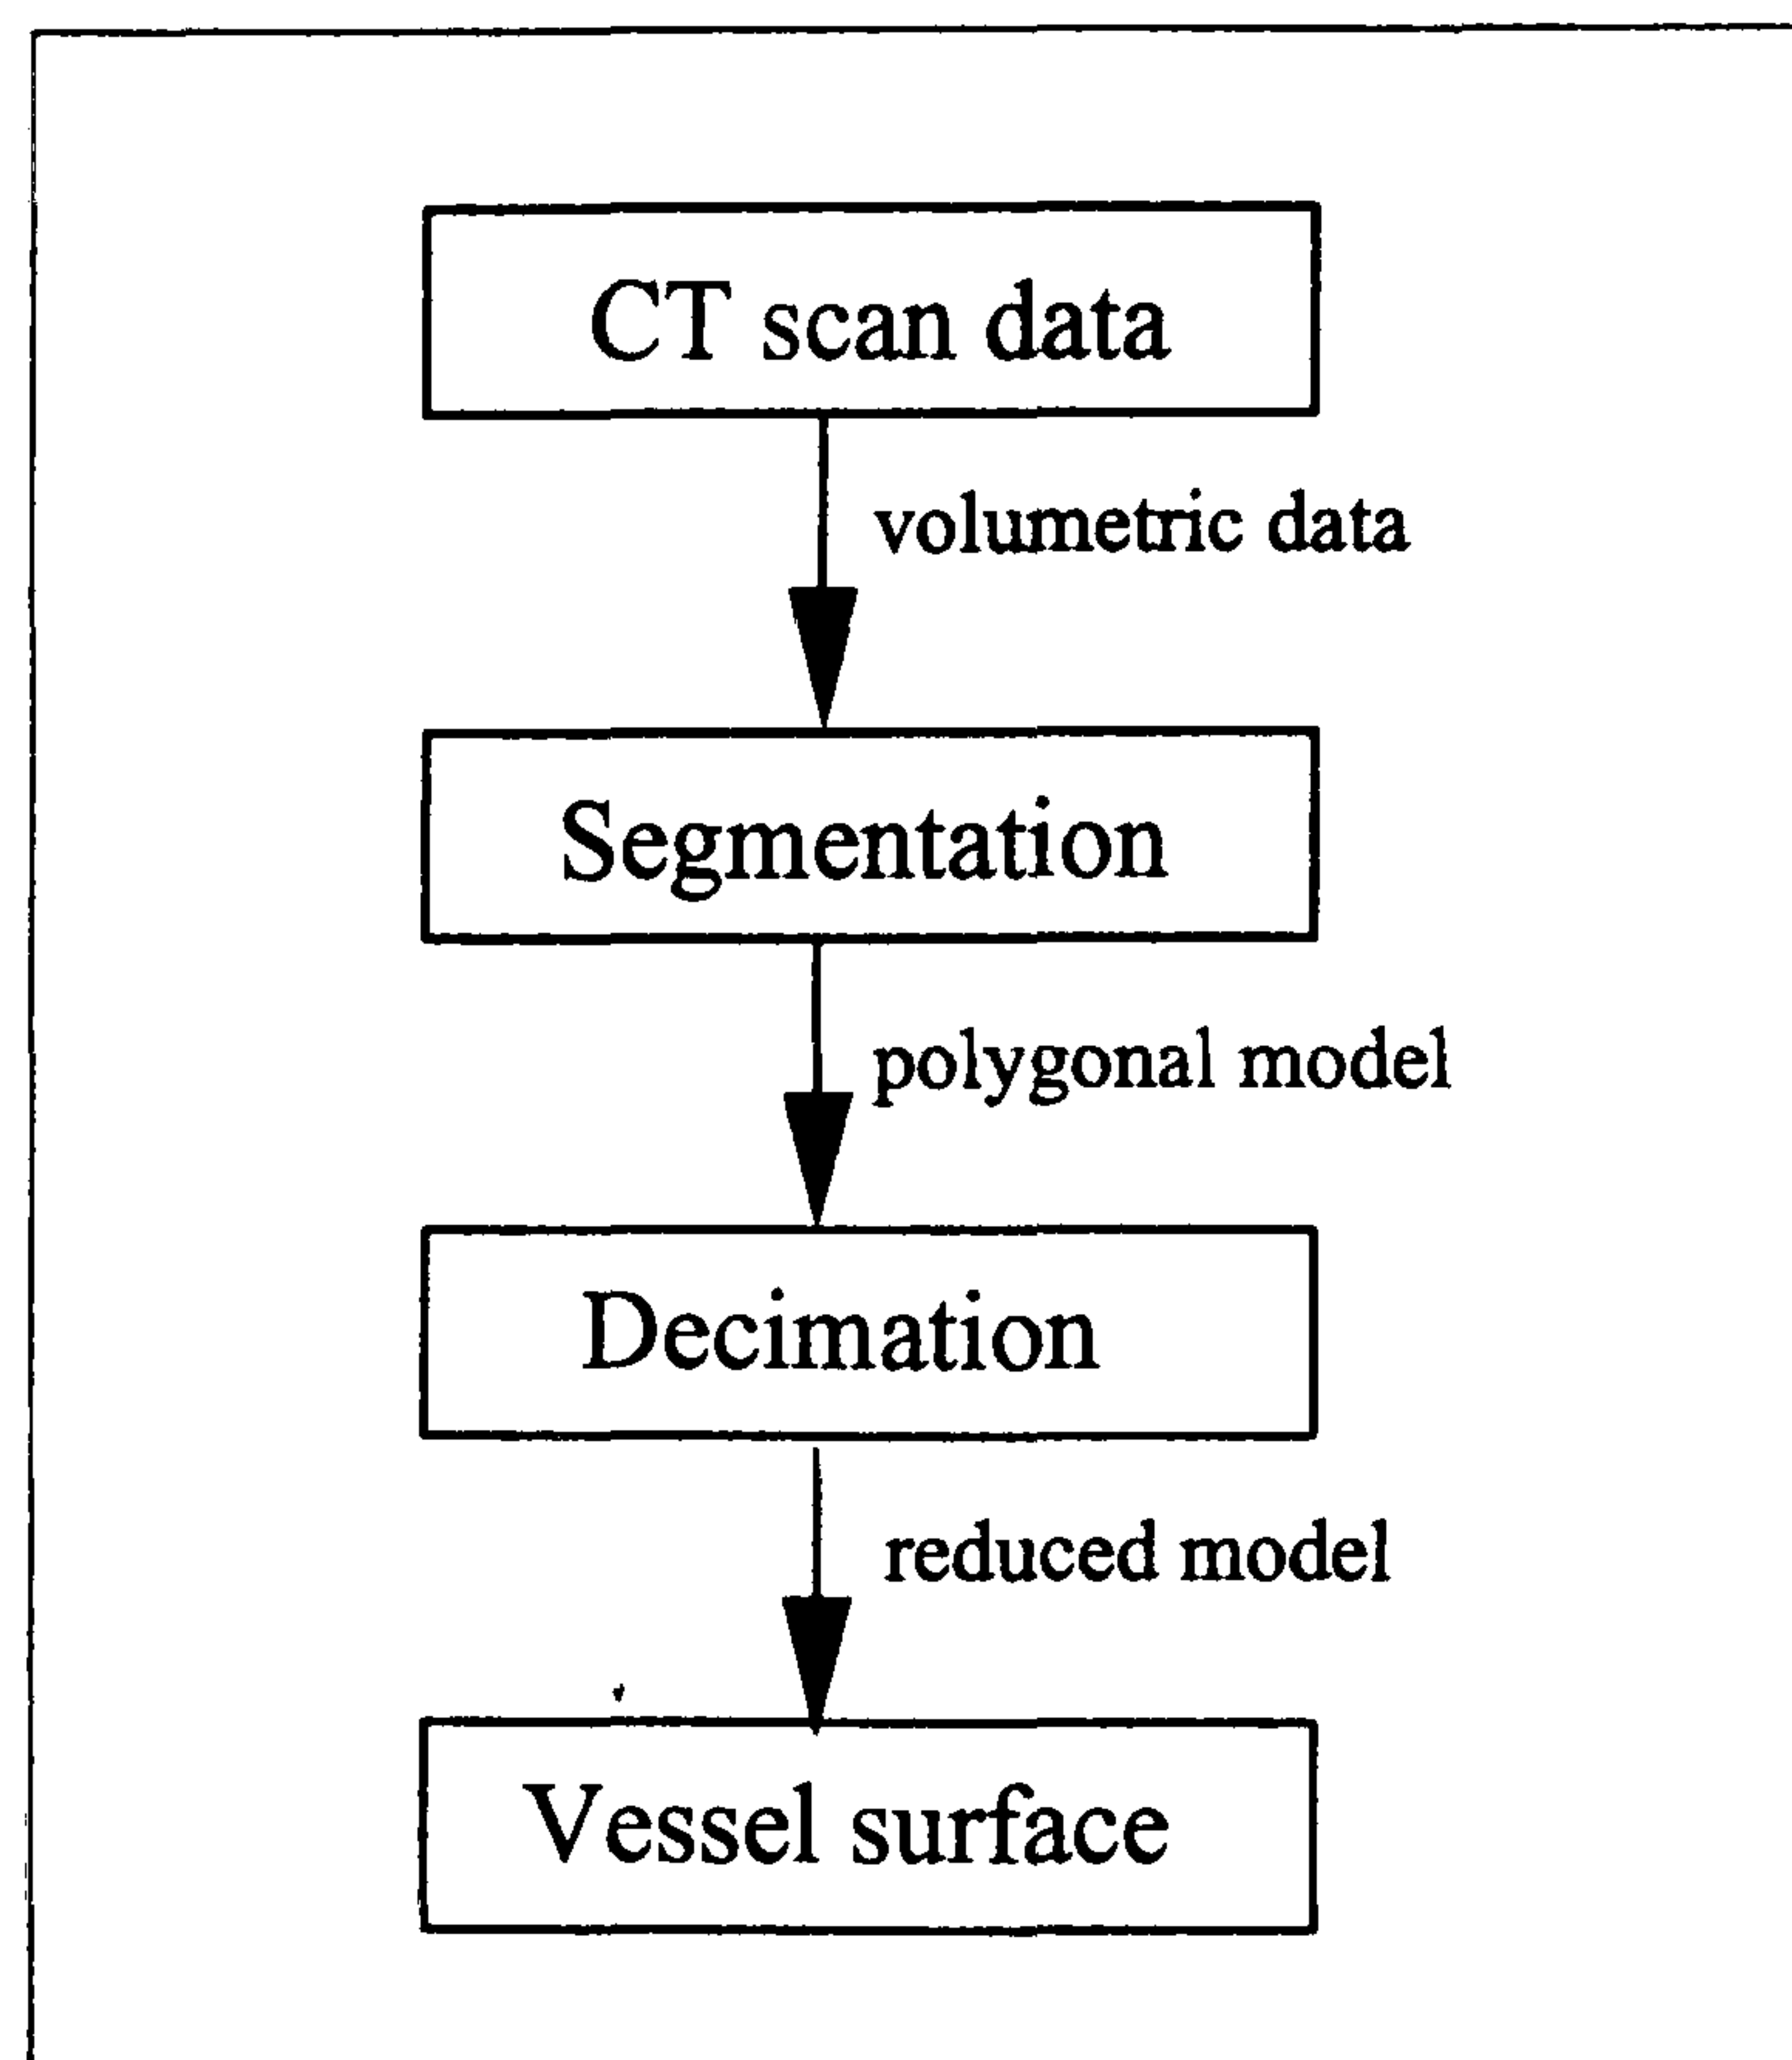 CT scan data
volumetric data
Segmentation
polygonal model
Decimation
reduced model
Vessel surface